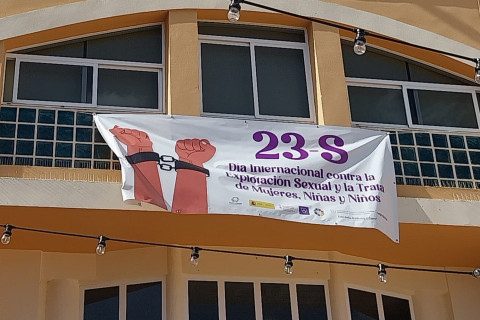 23-S
Día Internacional contra la
Explotación Sexual y la Trata
de Mujeres, Niñas y Niños